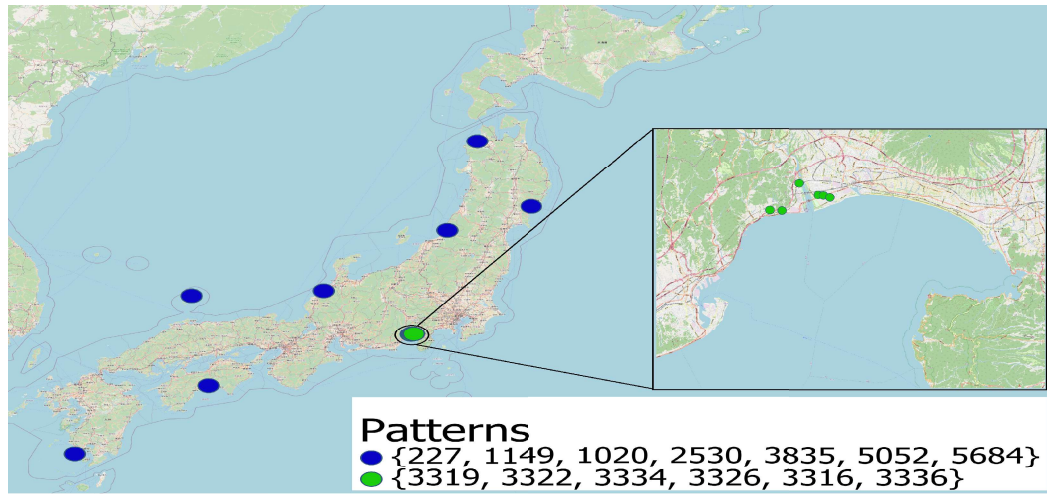 Patterns
{227, 1149, 1020, 2530, 3835, 5052, 5684}
{3319, 3322, 3334, 3326, 3316, 3336}